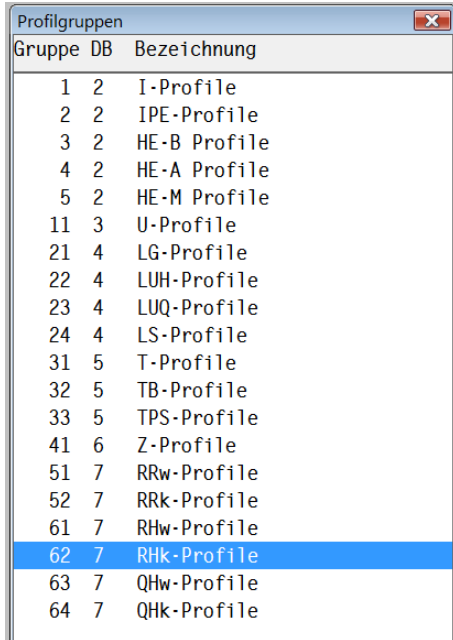 Profilgruppen
Gruppe DB Bezeichnung
1 2 I-Profile
2 2 IPE-Profile
3 2 HE-B Profile
4 2 HE-A Profile
5 2 HE-M Profile
11 3 U-Profile
21 4 LG-Profile
22 4 LUH-Profile
23 4 LUQ-Profile
24 4 LS-Profile
31 5 T-Profile
32 5 TB-Profile
33 5 TPS-Profile
41 6 Z-Profile
51 7 RRw-Profile
52 7 RRk-Profile
61 7 RHw-Profile
62 7 RHk-Profile
63 7 QHw-Profile
64 7 QHk-Profile